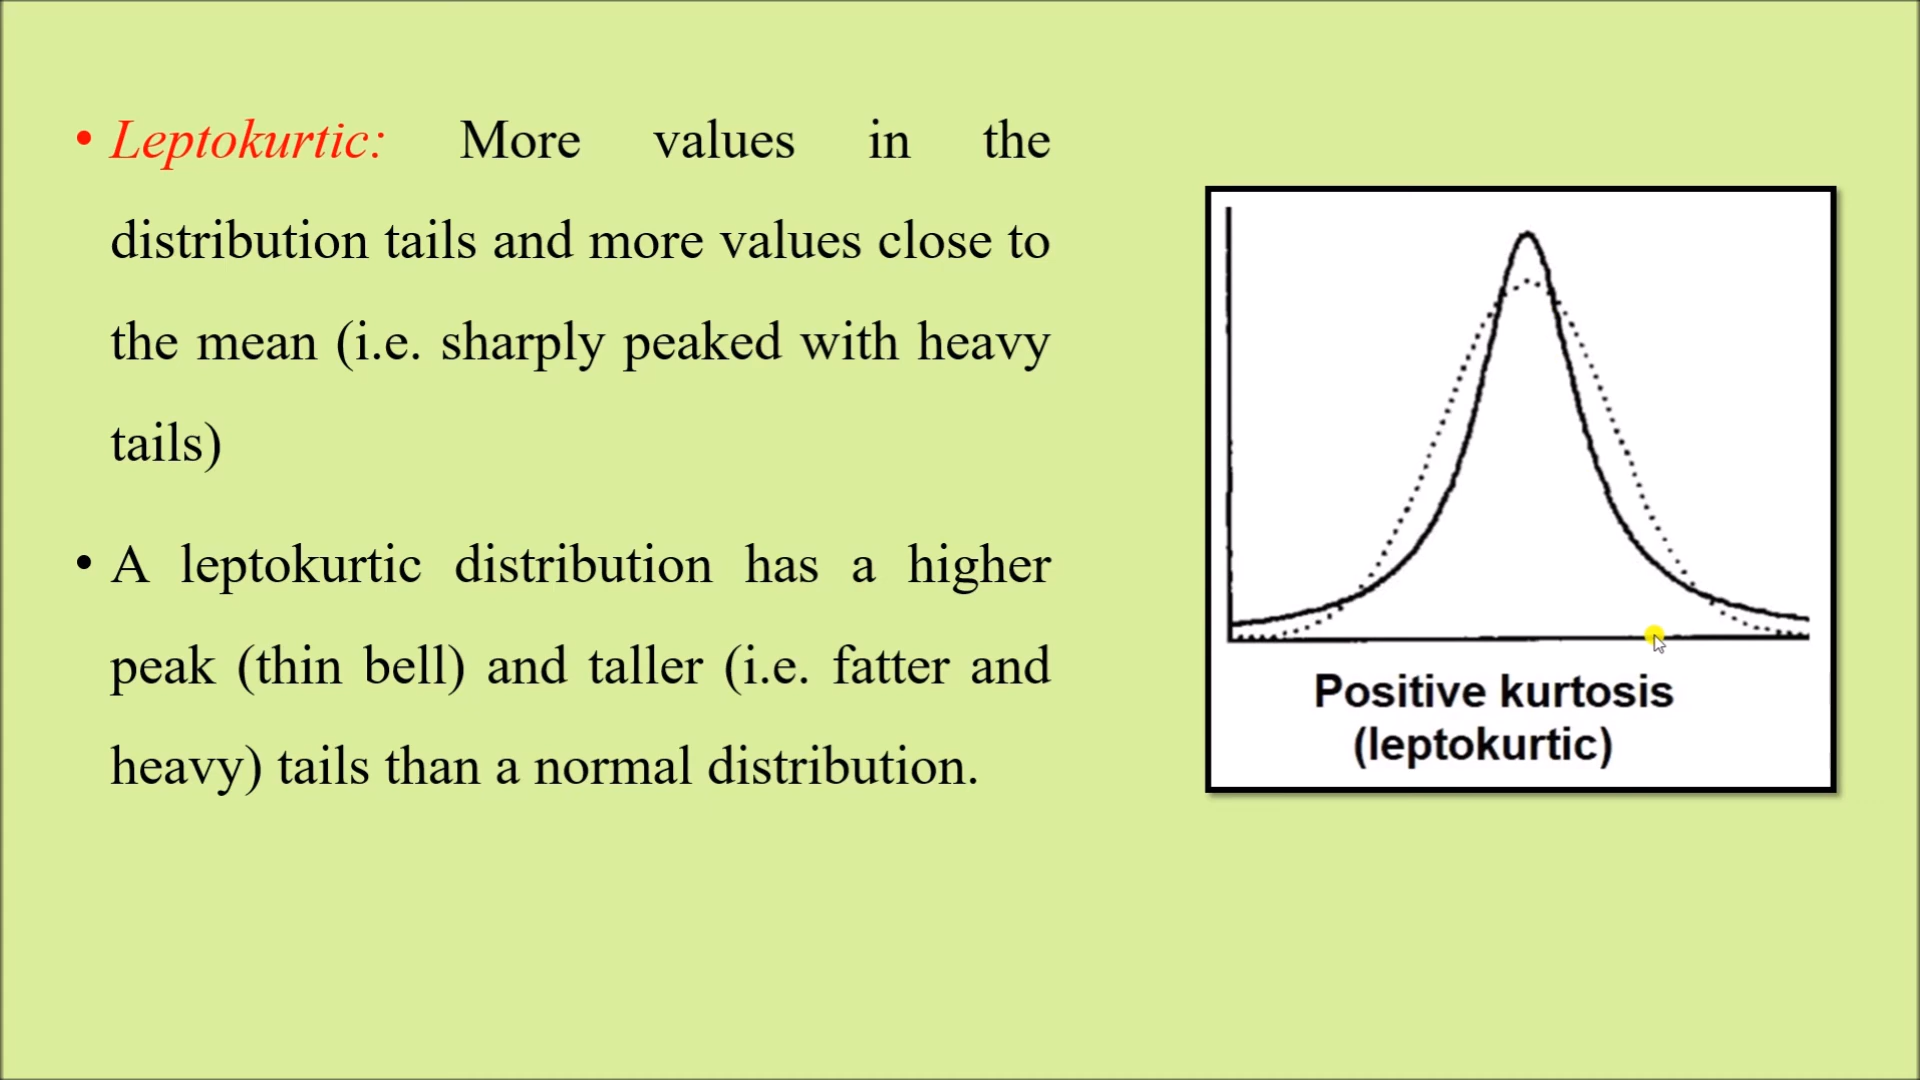 • Leptokurtic: More values in the
distribution tails and more values close to
the mean (i.e. sharply peaked with heavy
tails)
• A leptokurtic distribution has a higher
peak (thin bell) and taller (i.e. fatter and
heavy) tails than a normal distribution.
Positive kurtosis
(leptokurtic)